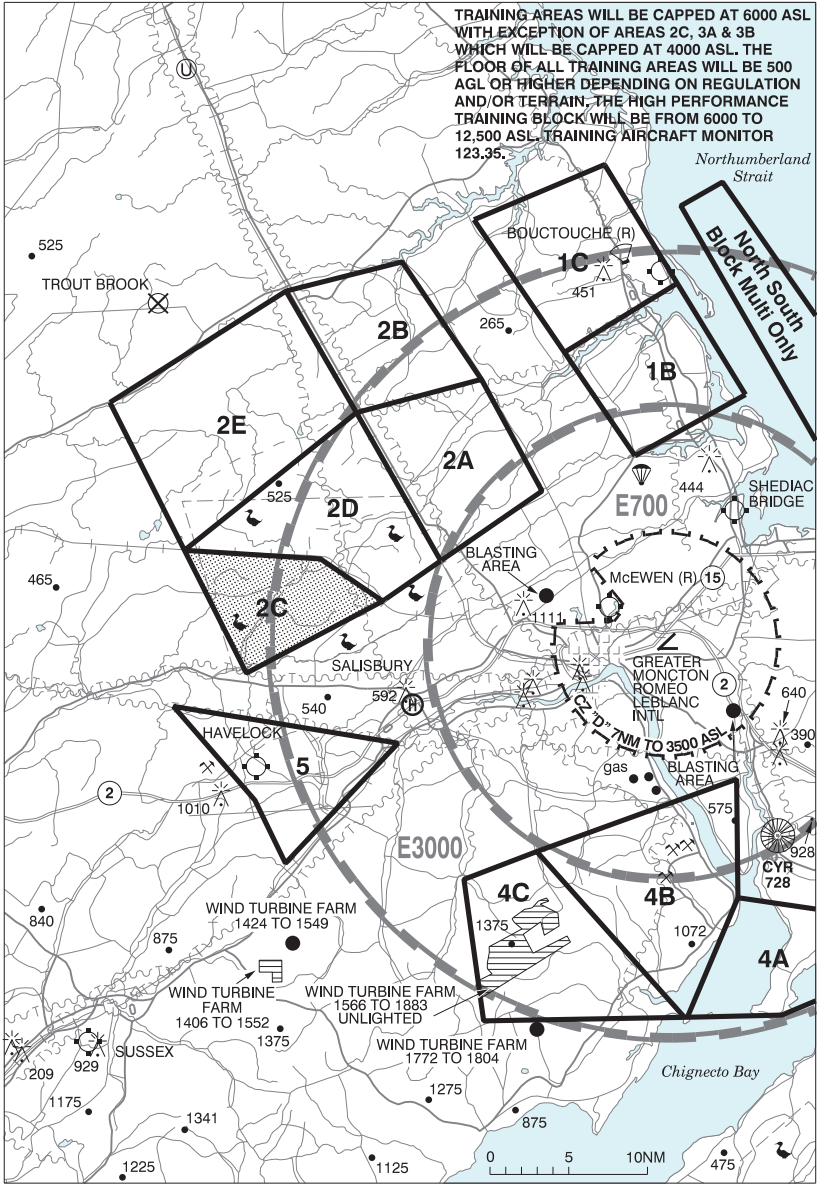 TRAINING AREAS WILL BE CAPPED AT 6000 ASL
WITH EXCEPTION OF AREAS 2C, 3A & 3B
WHICH WILL BE CAPPED AT 4000 ASL. THE
FLOOR OF ALL TRAINING AREAS WILL BE 500
AGL OR HIGHER DEPENDING ON REGULATION
AND/OR TERRAIN. THE HIGH PERFORMANCE
TRAINING BLOCK WILL BE FROM 6000 TO
12,500 ASL. TRAINING AIRCRAFT MONITOR
123.35.
U
Northumberland
Strait
North South
Block Multi Only
BOUCTOUCHE (R)
1C
451
525
TROUT BROOK
2B
265
1B
2E
2A
525
2D
444
SHEDIAC
BRIDGE
E700
BLASTING
AREA
1111
McEWEN (R)
15
465
2C
SALISBURY
592
H
540
GREATER
MONCTON
ROMEO
LEBLANC
INTL
2
CZ "D" 7NM TO 3500 ASL
640
390
HAVELOCK
5
2
1010
gas
BLASTING
AREA
575
E3000
CYR
728
928
4C
1375
4B
1072
4A
840
875
WIND TURBINE FARM
1424 TO 1549
WIND TURBINE
FARM
1406 TO 1552
WIND TURBINE FARM
1566 TO 1883
UNLIGHTED
1375
WIND TURBINE FARM
1772 TO 1804
209
929
SUSSEX
Chignecto Bay
1175
1341
1275
875
1225
1125
475
0 5 10NM